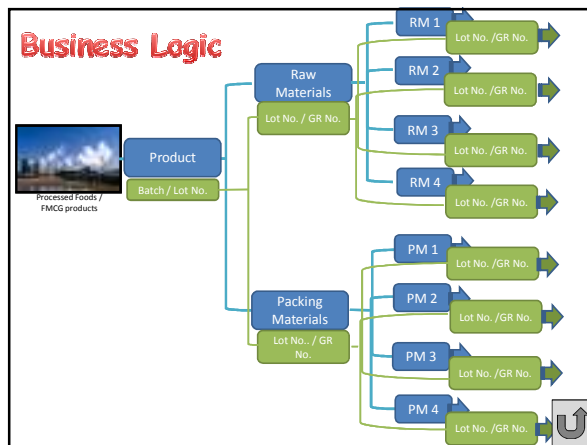 Business Logic
Processed Foods /
FMCG products
Product
Batch / Lot No.
Raw
Materials
Lot No. / GR No.
RM 1
Lot No. /GR No.
RM 2
Lot No. /GR No.
RM 3
Lot No. /GR No.
RM 4
Lot No. /GR No.
Packing
Materials
Lot No.. / GR
No.
PM 1
Lot No. /GR No.
PM 2
Lot No. /GR No.
PM 3
Lot No. /GR No.
PM 4
Lot No. /GR No.